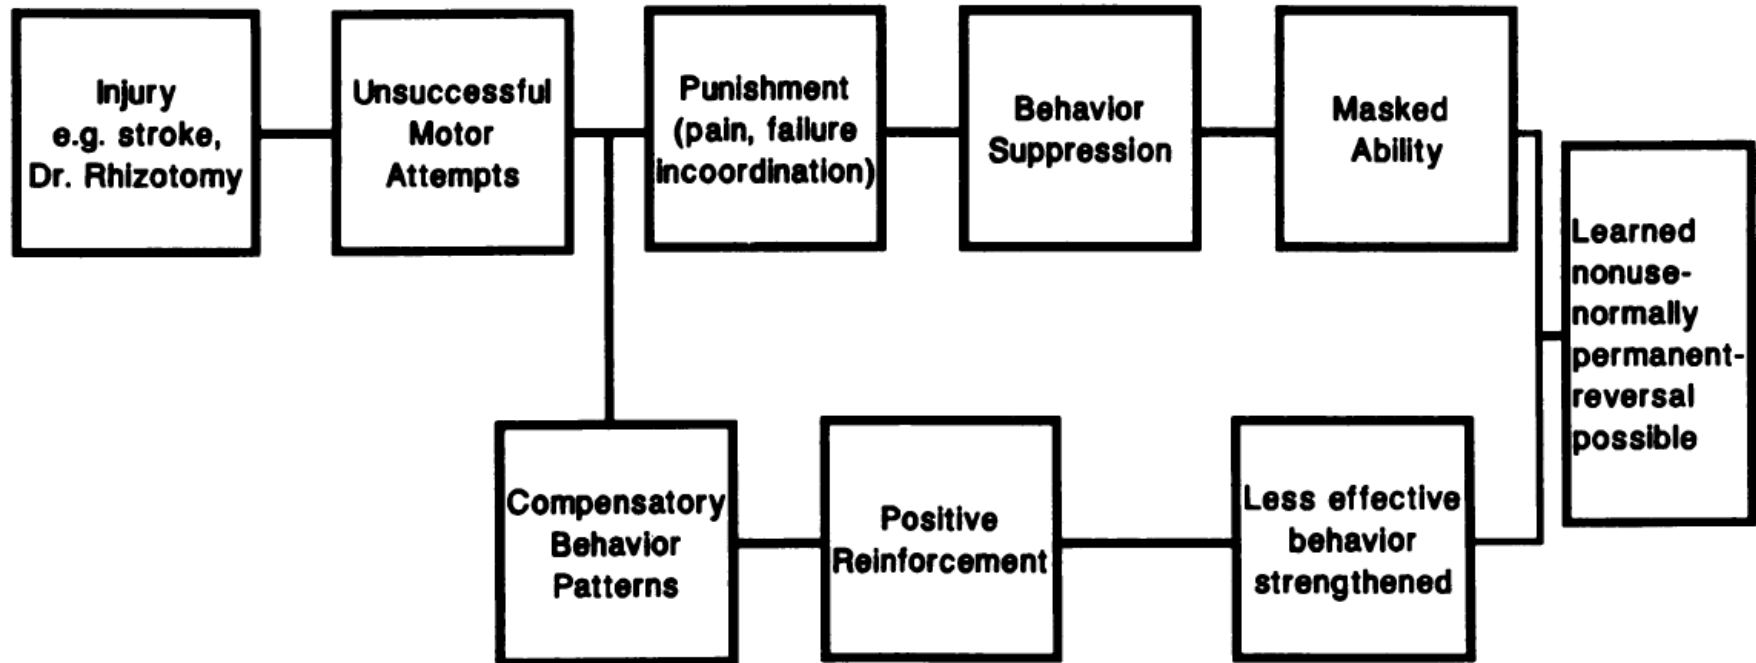 Injury
e.g. stroke,
Dr. Rhizotomy
Unsuccessful
Motor
Attempts
Punishment
(pain, failure
incoordination)
Behavior
Suppression
Masked
Ability
Learned
nonuse-
normally
permanent-
reversal
possible
Compensatory
Behavior
Patterns
Positive
Reinforcement
Less effective
behavior
strengthened